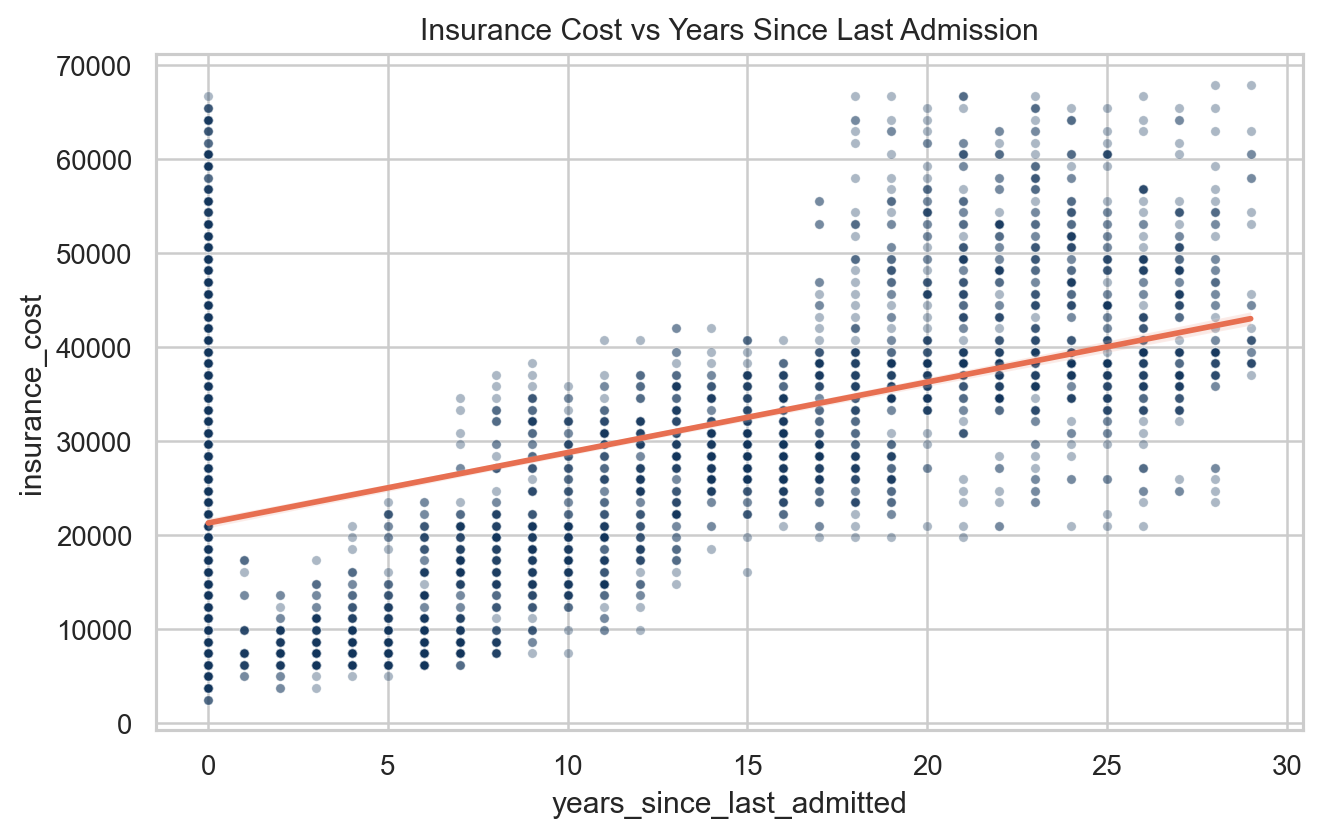 Insurance Cost vs Years Since Last Admission
70000
60000
50000
40000
30000
20000
10000
0
insurance_cost
0 5 10 15 20 25 30
years_since_last_admitted